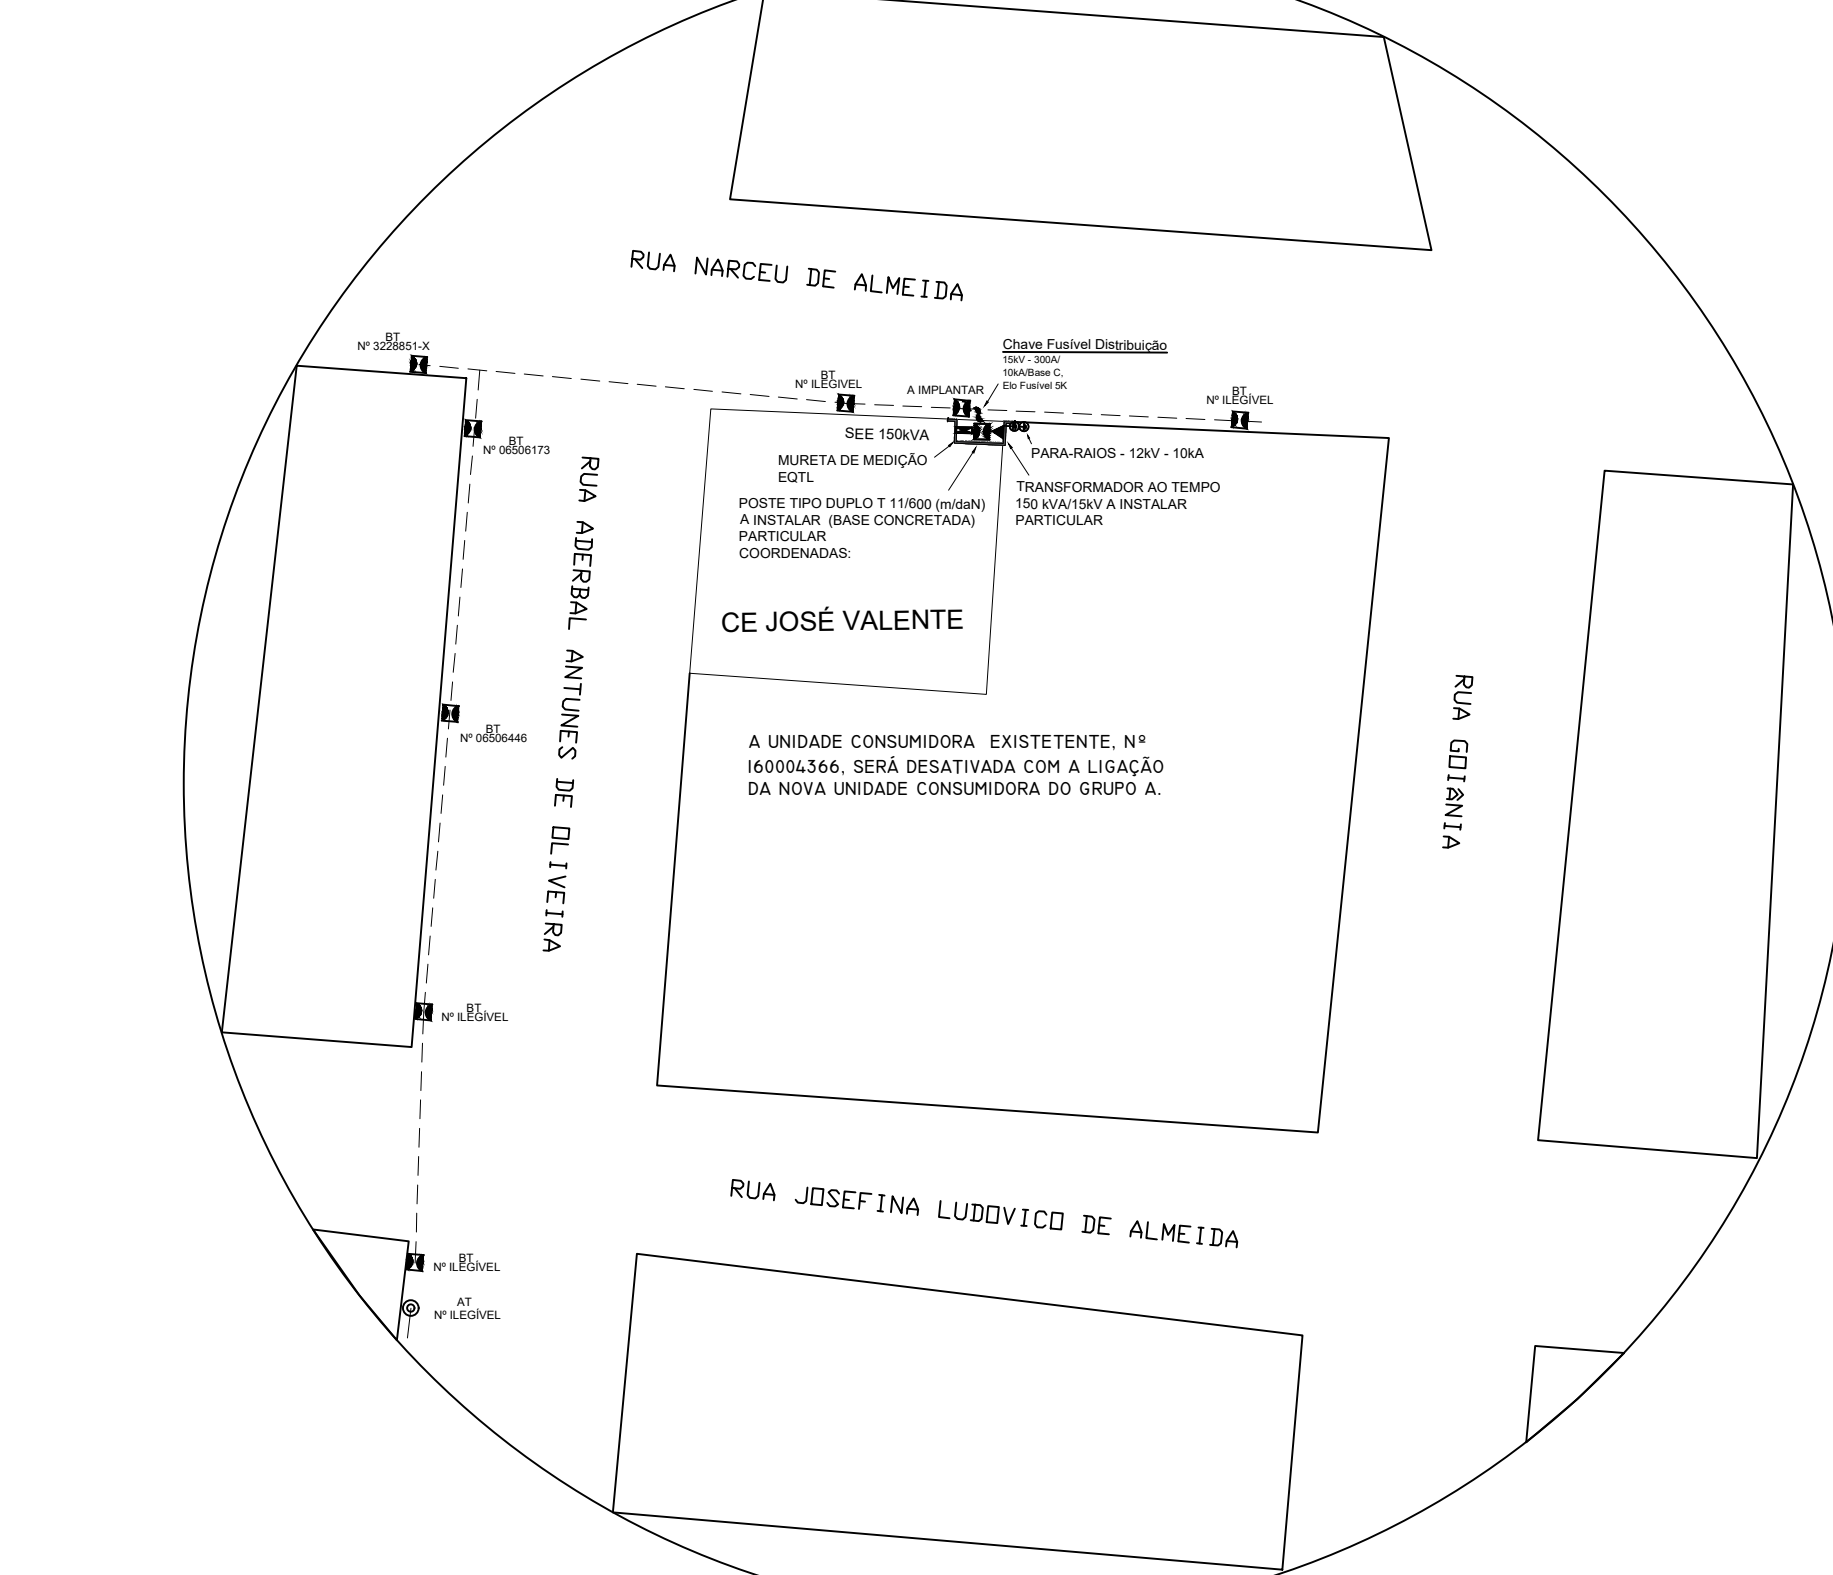 RUA NARCEU DE ALMEIDA
BT
Nº 3228851-X
BT
Nº ILEGIVEL
A IMPLANTAR
Chave Fusível Distribuição
15kV - 300A/
10kA/Base C,
Elo Fusível 5K
BT
Nº ILEGÍVEL
BT
Nº 06506173
SEE 150kVA
MURETA DE MEDIÇÃO
EQTL
PARA-RAIOS - 12kV - 10kA
POSTE TIPO DUPLO T 11/600 (m/daN)
A INSTALAR (BASE CONCRETADA)
PARTICULAR
COORDENADAS:
TRANSFORMADOR AO TEMPO
150 kVA/15kV A INSTALAR
PARTICULAR
RUA ADERBAL ANTUNES DE OLIVEIRA
CE JOSÉ VALENTE
BT
Nº 06506446
A UNIDADE CONSUMIDORA EXISTETENTE, Nº
160004366, SERÁ DESATIVADA COM A LIGAÇÃO
DA NOVA UNIDADE CONSUMIDORA DO GRUPO A.
RUA GOIÂNIA
BT
Nº ILEGÍVEL
RUA JOSEFINA LUDOVICO DE ALMEIDA
BT
Nº ILEGÍVEL
AT
Nº ILEGÍVEL